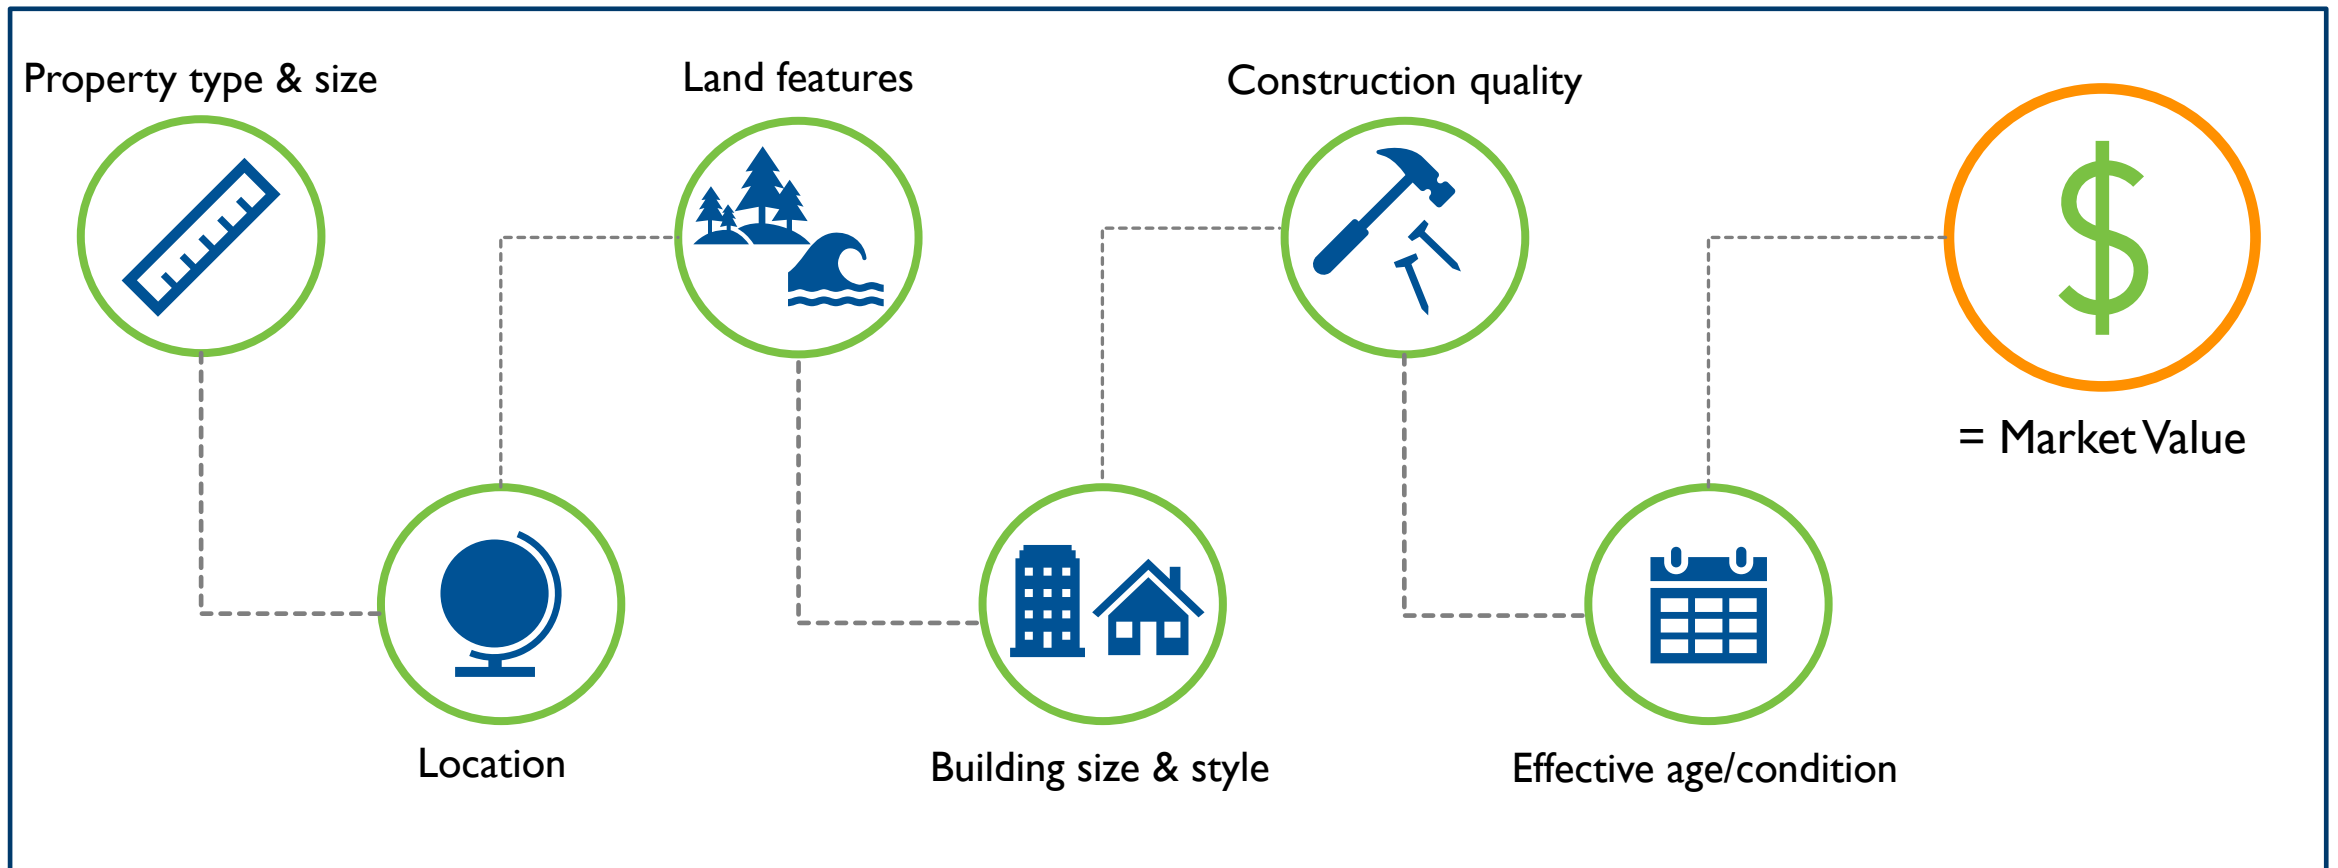 Property type & size
Location
Land features
Building size & style
Construction quality
Effective age/condition
= Market Value